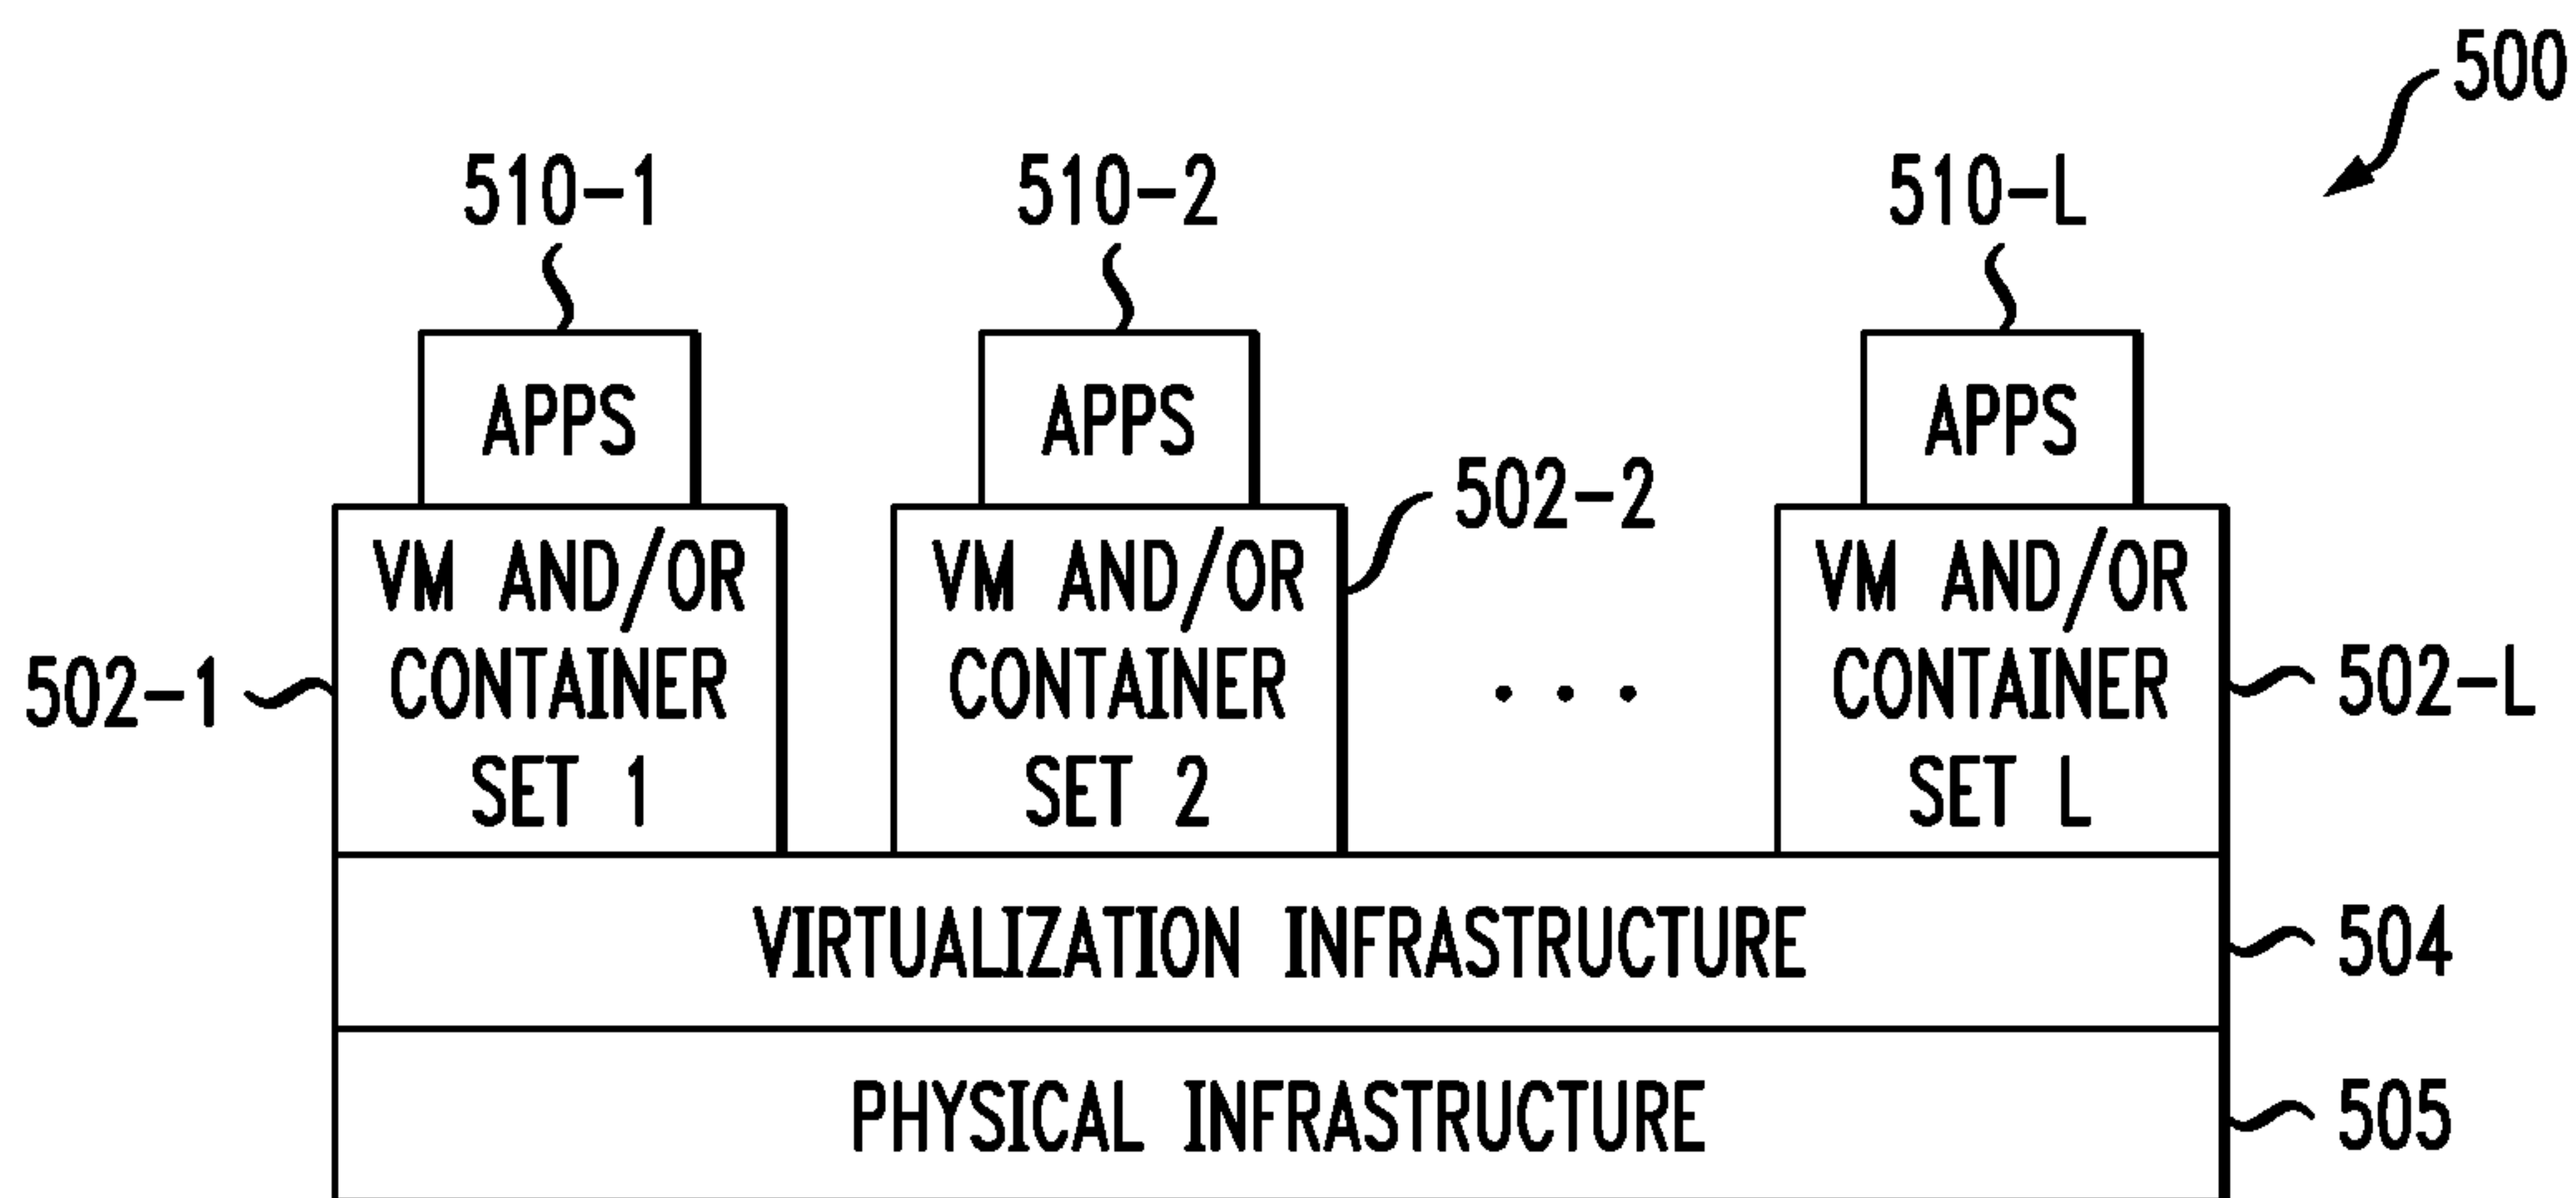 500
510-1
510-2
510-L
APPS
APPS
APPS
502-2
VM AND/OR
CONTAINER
SET 1
VM AND/OR
CONTAINER
SET 2
. . .
VM AND/OR
CONTAINER
SET L
502-1
502-L
VIRTUALIZATION INFRASTRUCTURE
504
PHYSICAL INFRASTRUCTURE
505